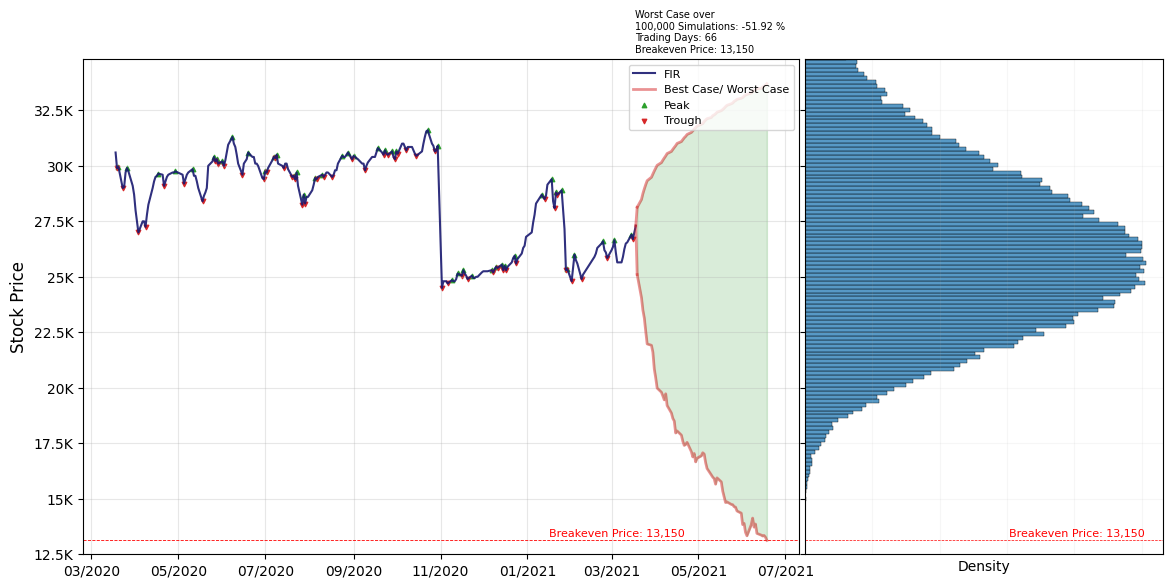 Worst Case over
100,000 Simulations: -51.92 %
Trading Days: 66
Breakeven Price: 13,150
FIR
Best Case/ Worst Case
Peak
Trough
Stock Price
32.5K
30K
27.5K
25K
22.5K
20K
17.5K
15K
12.5K
Breakeven Price: 13,150
Breakeven Price: 13,150
03/2020
05/2020
07/2020
09/2020
11/2020
01/2021
03/2021
05/2021
07/2021
Density